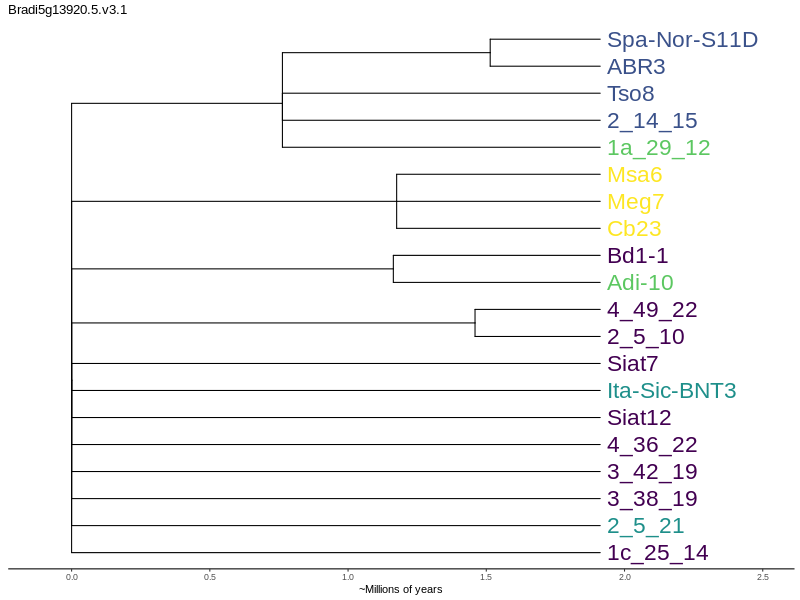 Bradi5g13920.5.v3.1
Spa-Nor-S11D
ABR3
Tso8
2_14_15
1a_29_12
Msa6
Meg7
Cb23
Bd1-1
Adi-10
4_49_22
2_5_10
Siat7
Ita-Sic-BNT3
Siat12
4_36_22
3_42_19
3_38_19
2_5_21
1c_25_14
0.0 0.5 1.0 1.5 2.0 2.5
~Millions of years